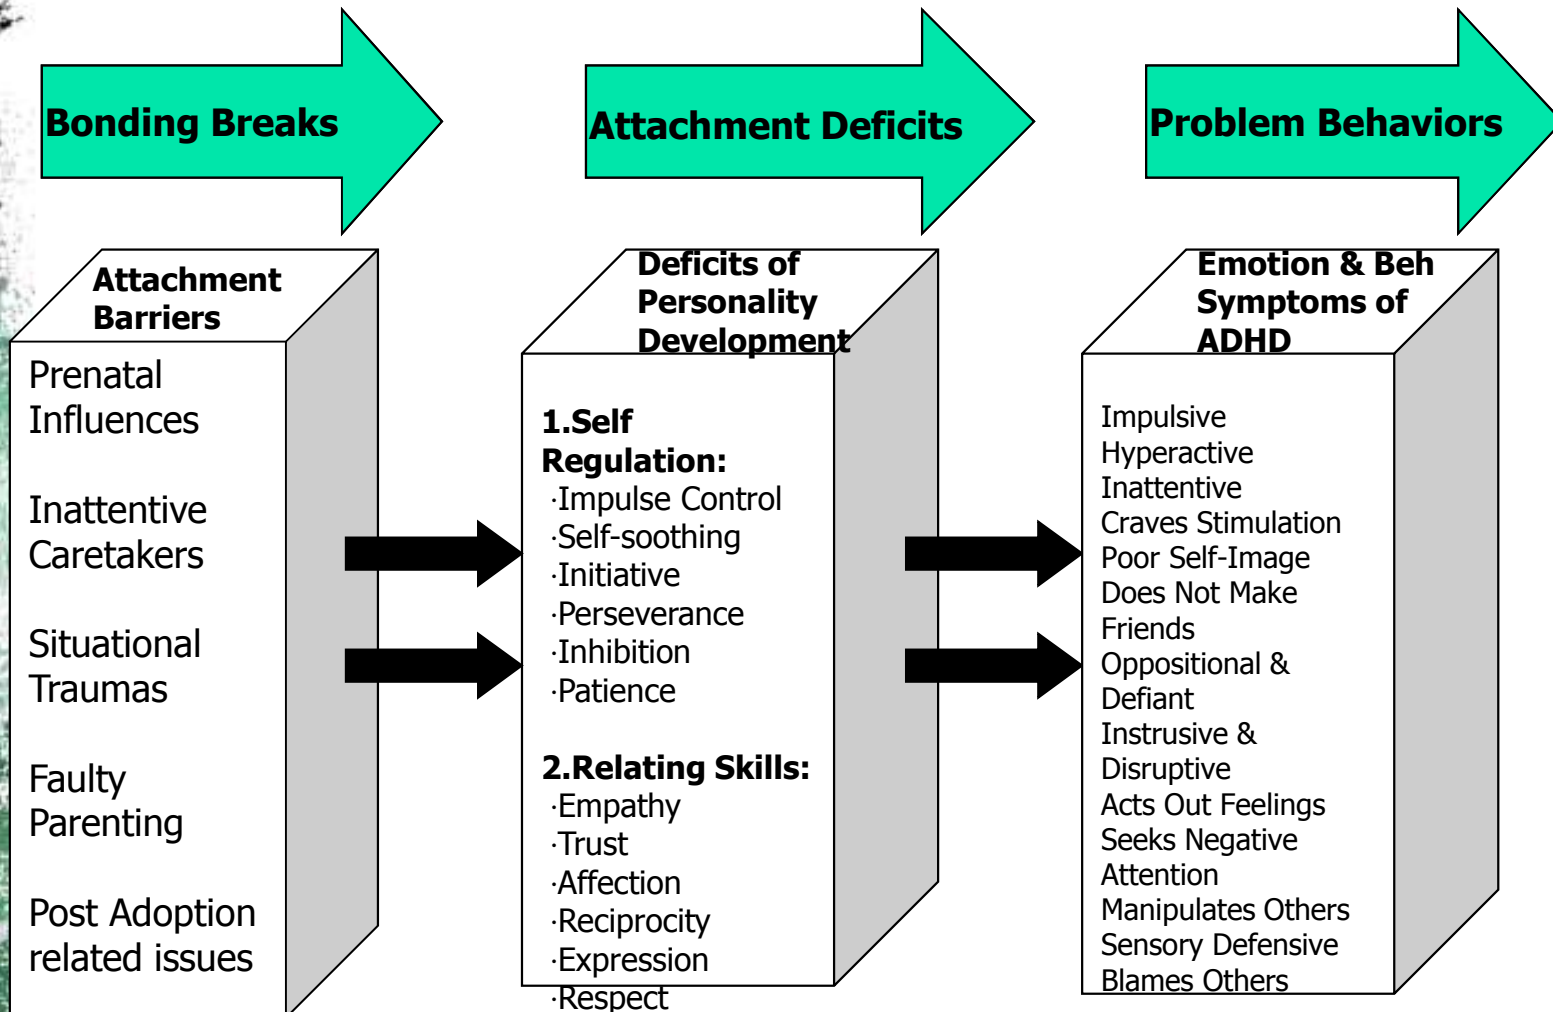 Bonding Breaks
Attachment Deficits
Problem Behaviors
Attachment
Barriers
Prenatal
Influences
Inattentive
Caretakers
Situational
Traumas
Faulty
Parenting
Post Adoption
related issues
Deficits of
Personality
Development
1.Self
Regulation:
·Impulse Control
·Self-soothing
·Initiative
·Perseverance
·Inhibition
·Patience
2.Relating Skills:
·Empathy
·Trust
·Affection
·Reciprocity
·Expression
·Respect
Emotion & Beh
Symptoms of
ADHD
Impulsive
Hyperactive
Inattentive
Craves Stimulation
Poor Self-Image
Does Not Make
Friends
Oppositional &
Defiant
Instrusive &
Disruptive
Acts Out Feelings
Seeks Negative
Attention
Manipulates Others
Sensory Defensive
Blames Others